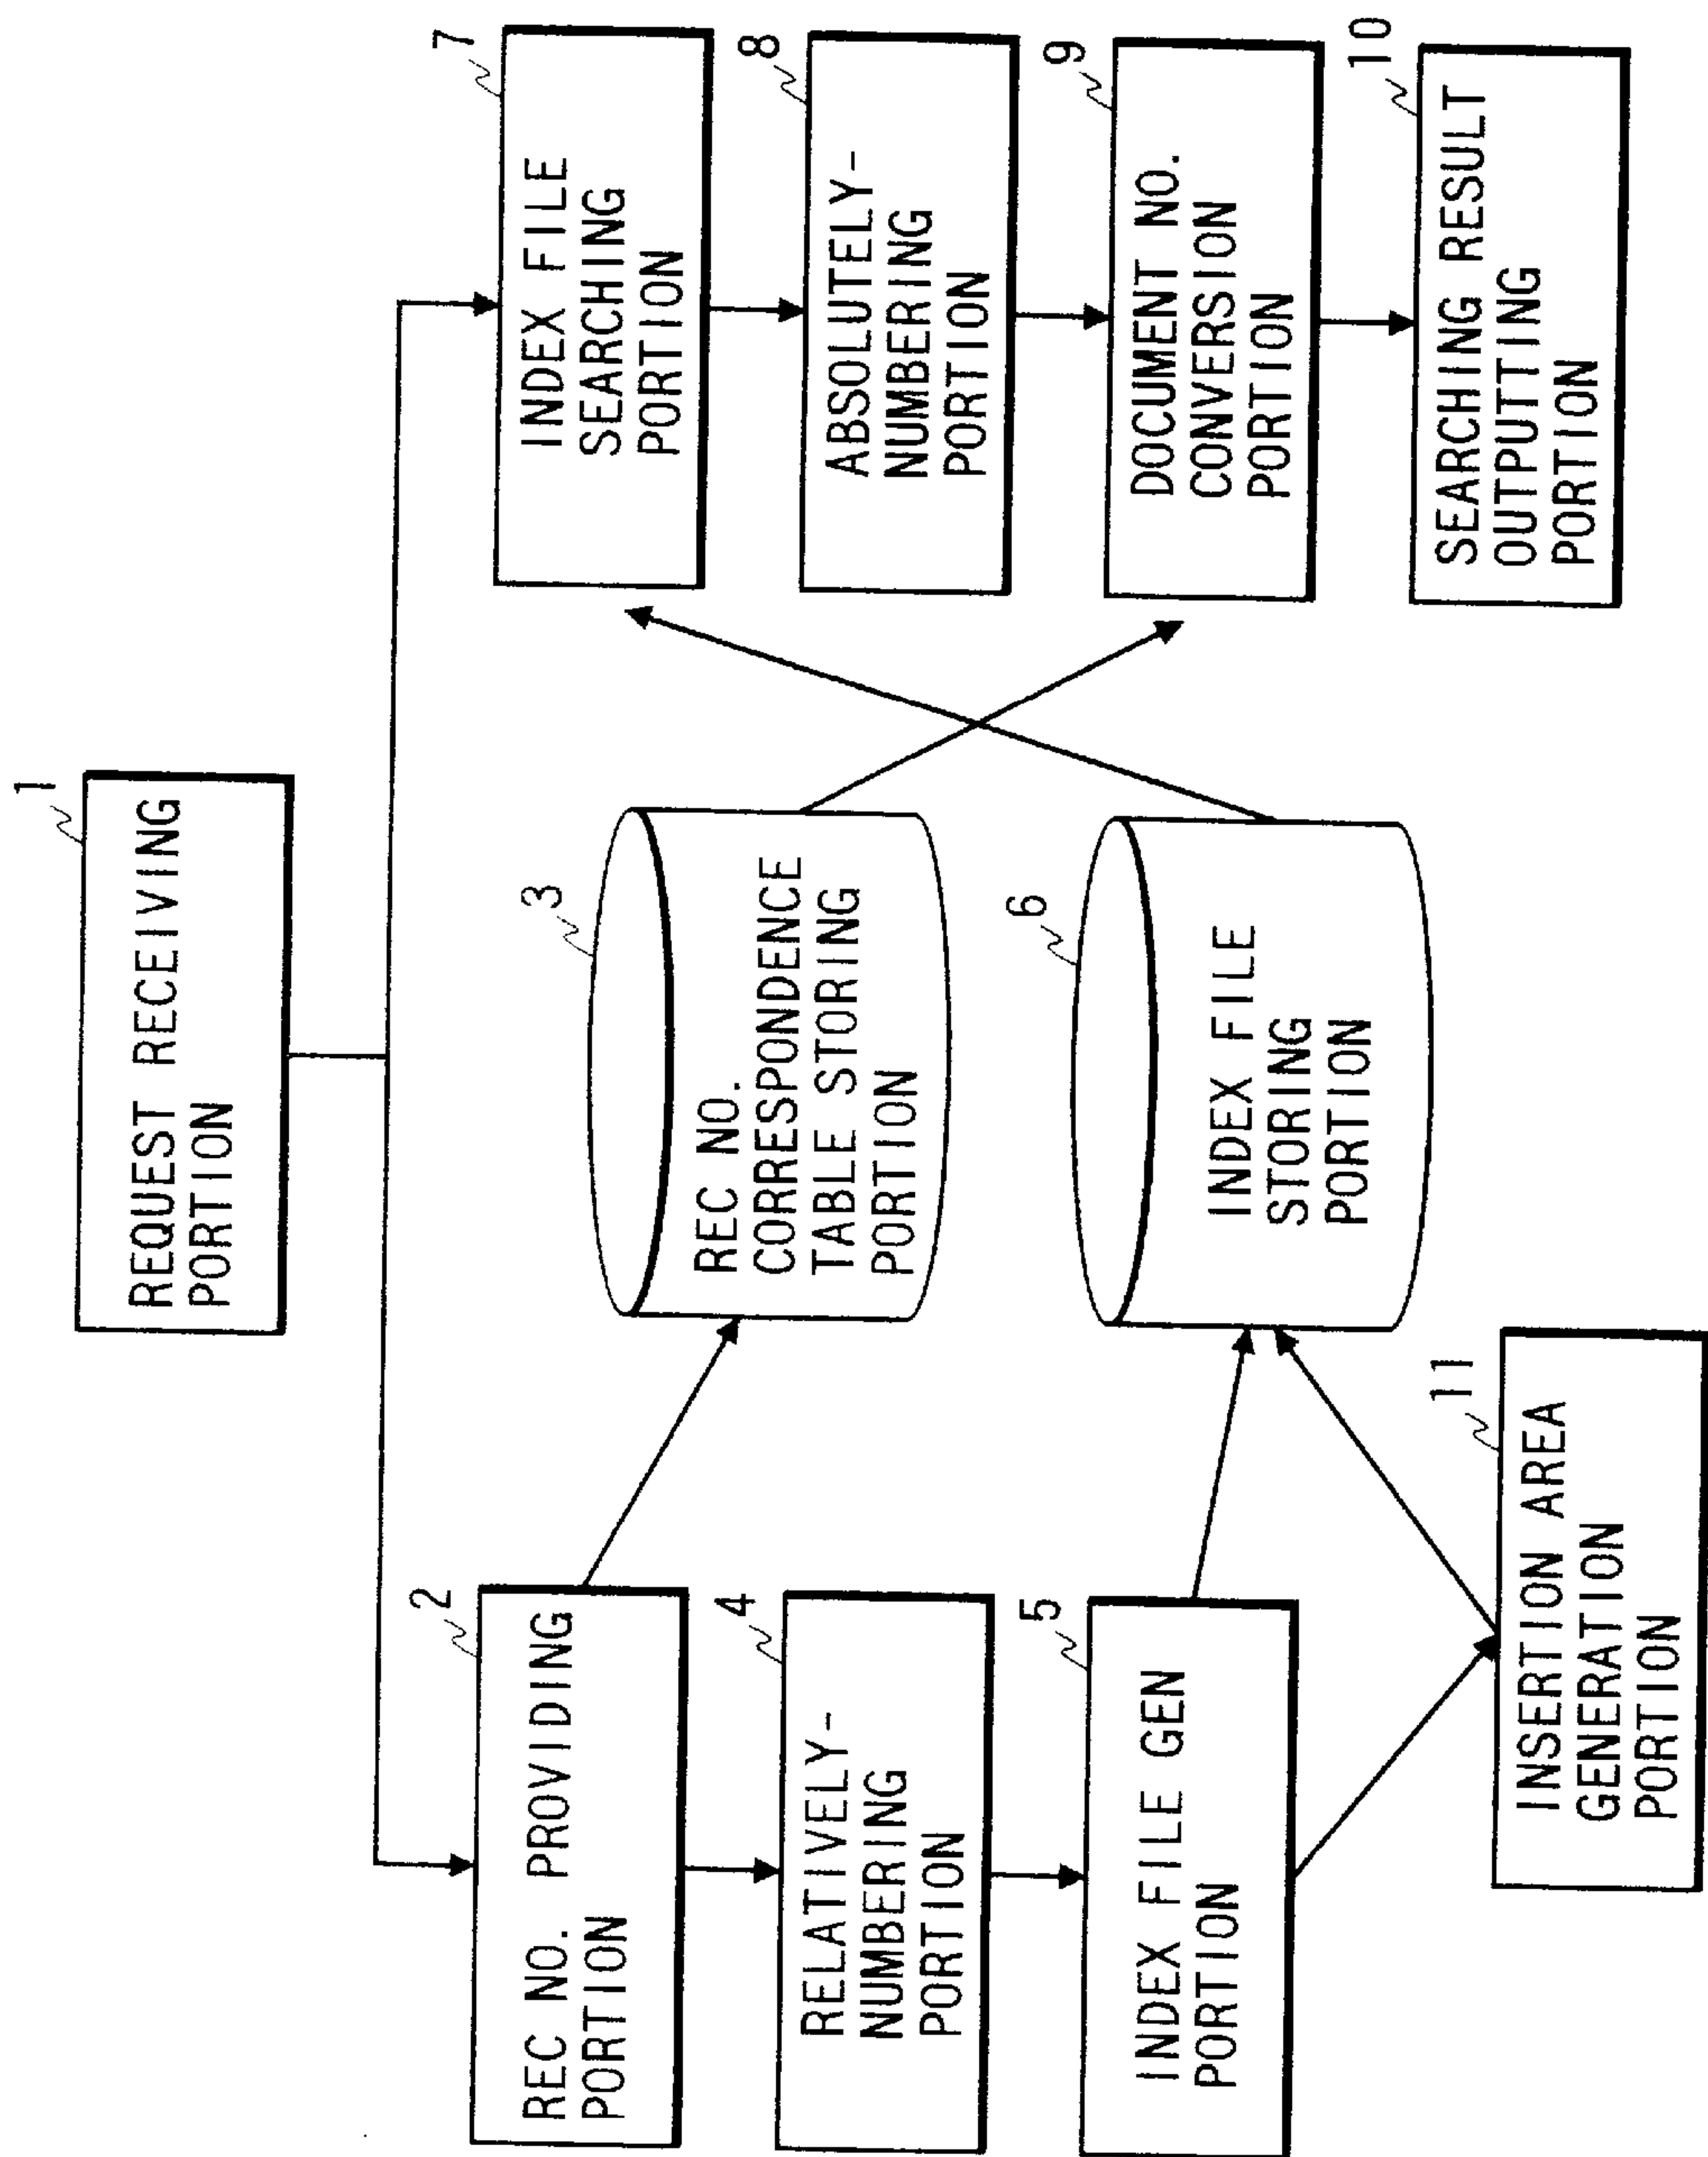 1
REQUEST RECEIVING
PORTION
2
REC NO. PROVIDING
PORTION
3
REC NO.
CORRESPONDENCE
TABLE STORING
PORTION
7
INDEX FILE
SEARCHING
PORTION
4
RELATIVELY-
NUMBERING
PORTION
8
ABSOLUTELY-
NUMBERING
PORTION
5
INDEX FILE GEN
PORTION
6
INDEX FILE
STORING
PORTION
9
DOCUMENT NO.
CONVERSION
PORTION
11
INSERTION AREA
GENERATION
PORTION
10
SEARCHING RESULT
OUTPUTTING
PORTION